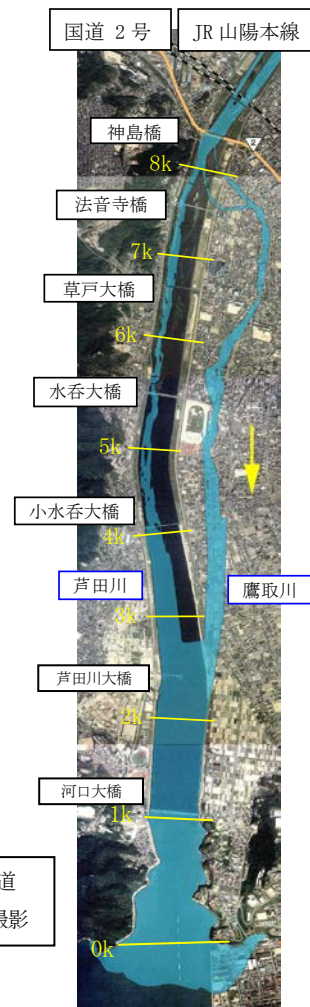 国道 2号
JR 山陽本線
神島橋
2
8k
法音寺橋
7k
草戸大橋
6k
水呑大橋
5k
小水呑大橋
4k
芦田川
鷹取川
3k
芦田川大橋
2k
河口大橋
1k
道
撮影
0k